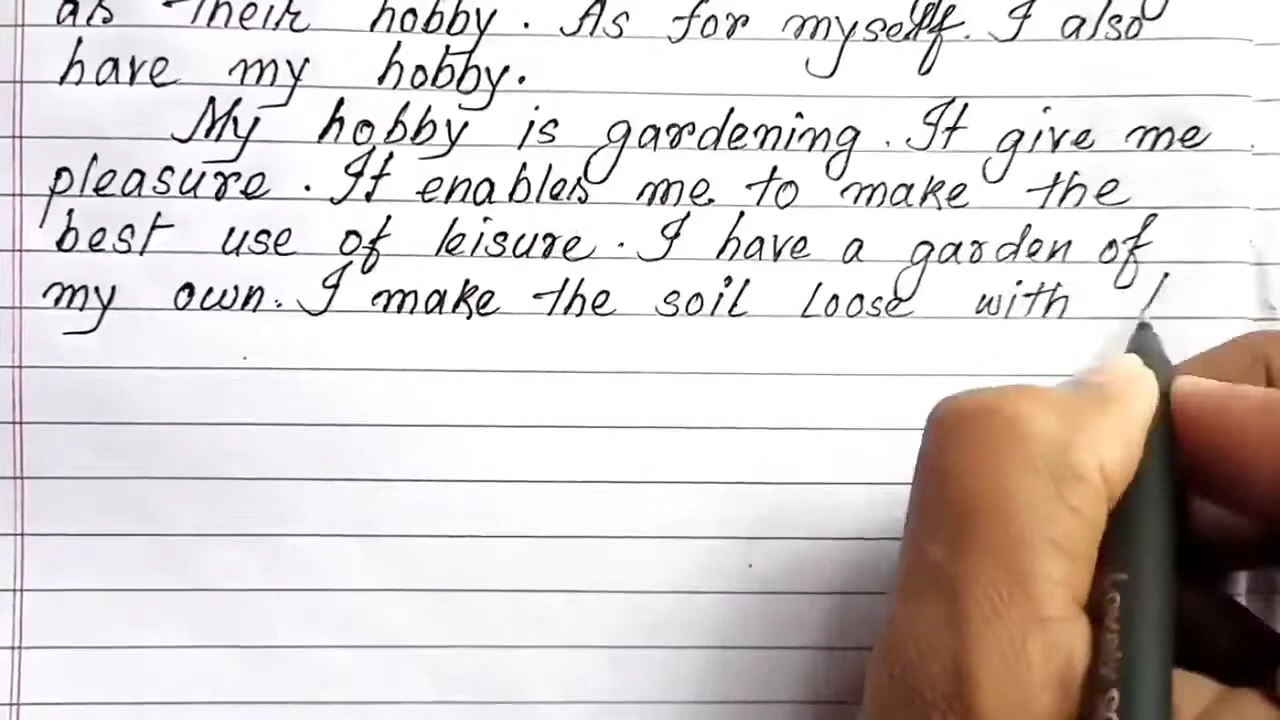 as their hobby. As for myself. I also
have my hobby.
My hobby is gardening. It give me
pleasure. It enables me to make the
best use of leisure. I have a garden of
my own. I make the soil loose with